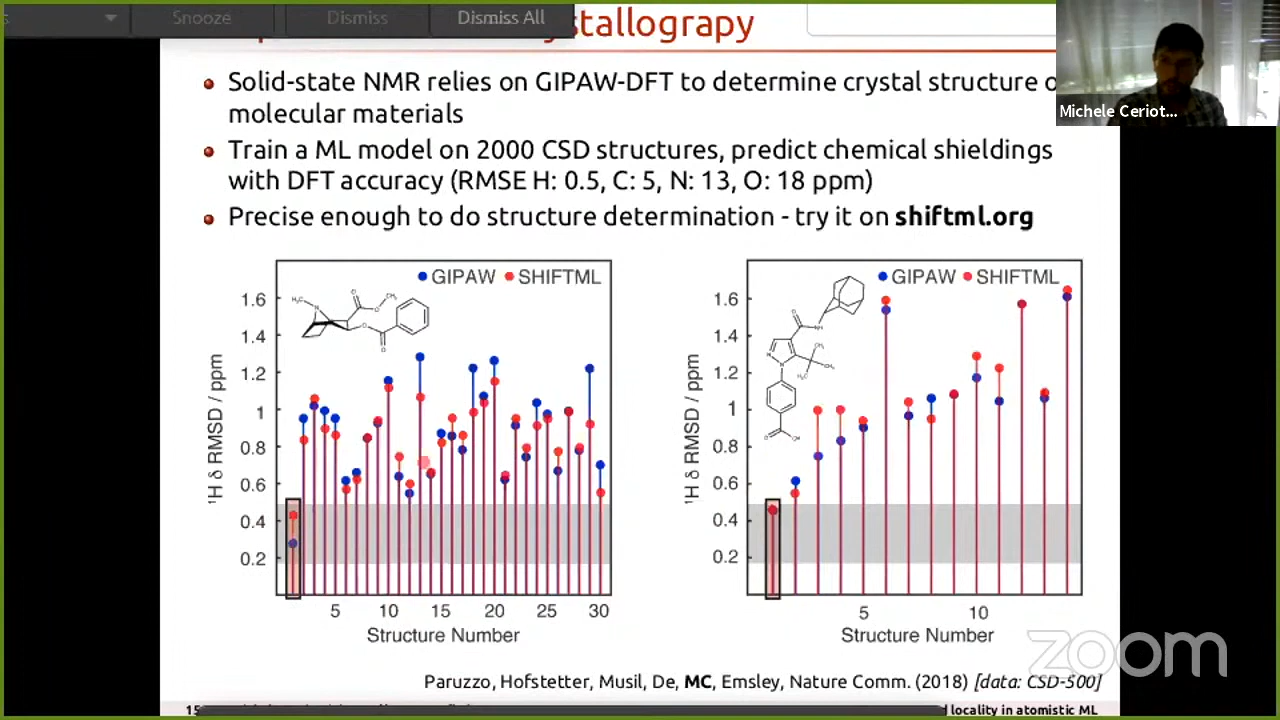 Snooze
Dismiss
Dismiss All
stallograpy
Michele Ceriot...
Solid-state NMR relies on GIPAW-DFT to determine crystal structure o
molecular materials
Train a ML model on 2000 CSD structures, predict chemical shieldings
with DFT accuracy (RMSE H: 0.5, C: 5, N: 13, O: 18 ppm)
Precise enough to do structure determination - try it on shiftml.org
GIPAW SHIFTML
1.6
1.4
1.2
1
0.8
0.6
0.4
0.2
¹H δ RMSD / ppm
5 10 15 20 25 30
Structure Number
GIPAW SHIFTML
1.6
1.4
1.2
1
0.8
0.6
0.4
0.2
¹H δ RMSD / ppm
5 10
Structure Number
zoom
Paruzzo, Hofstetter, Musil, De, MC, Emsley, Nature Comm. (2018) [data: CSD-500]
15
locality in atomistic ML